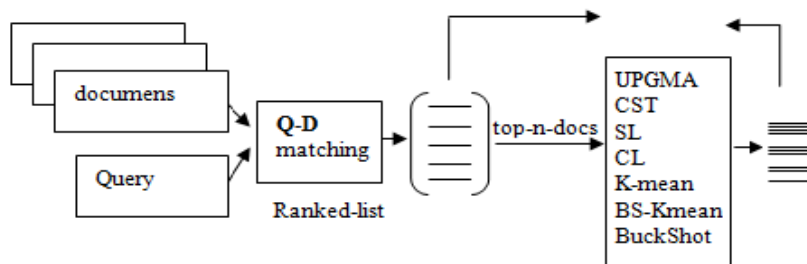 documens
Query
Q-D
matching
Ranked-list
top-n-docs
UPGMA
CST
SL
CL
K-mean
BS-Kmean
BuckShot